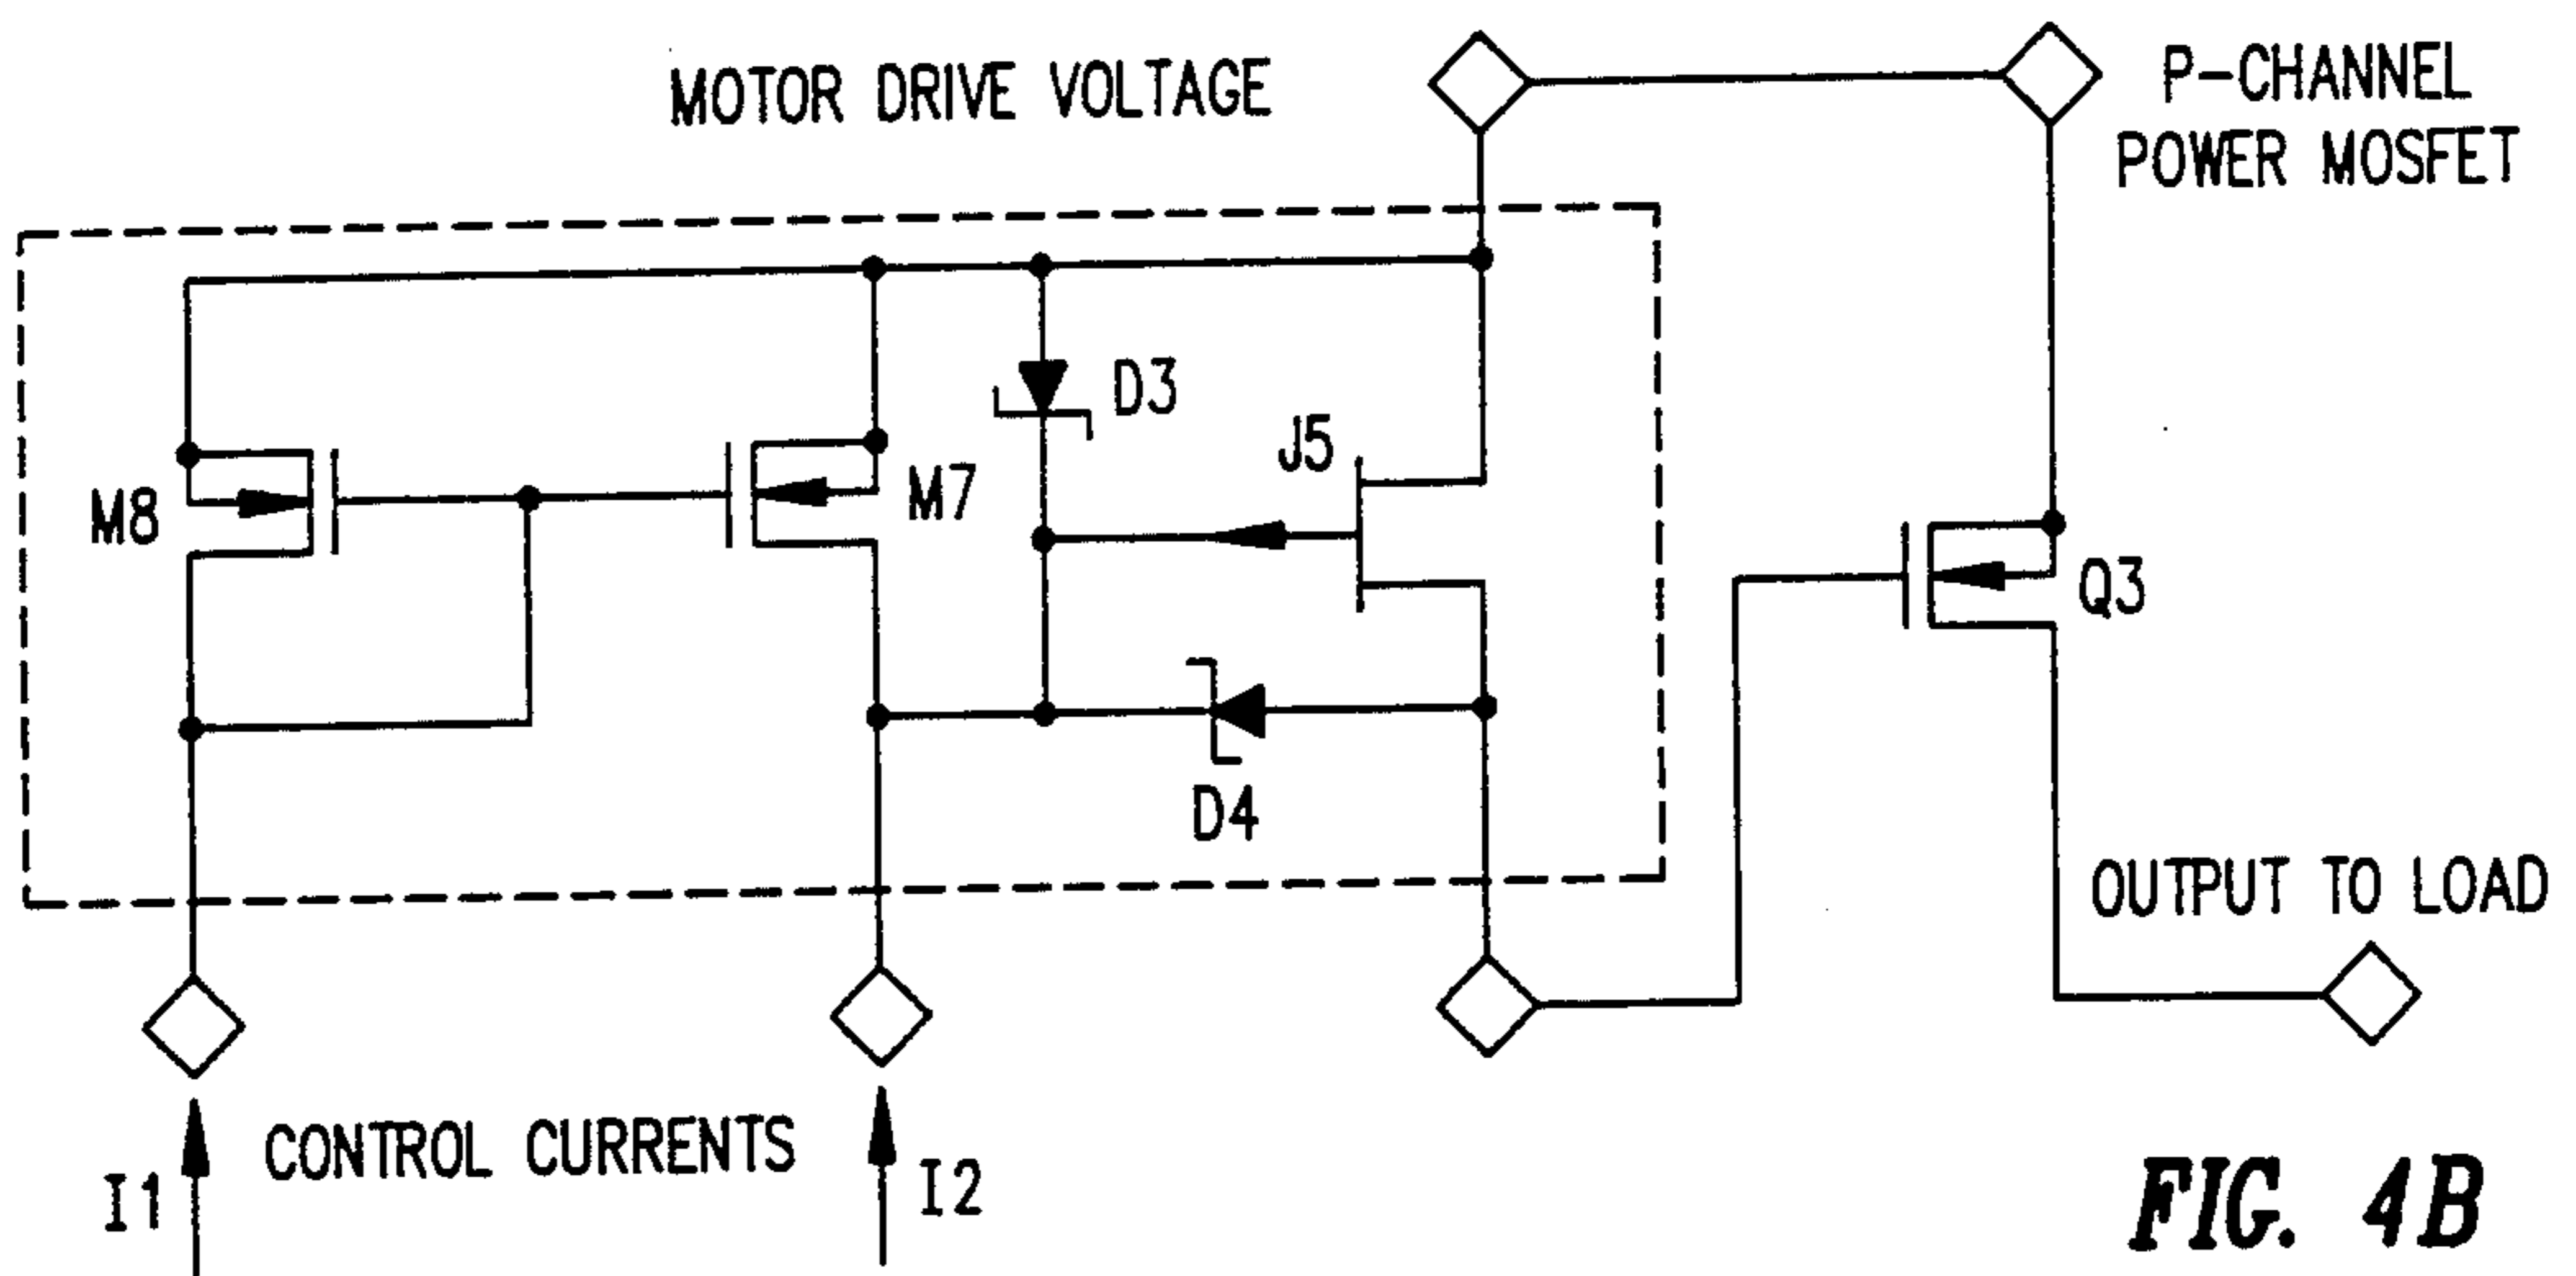 MOTOR DRIVE VOLTAGE
P-CHANNEL
POWER MOSFET
D3
J5
M8
M7
Q3
D4
OUTPUT TO LOAD
CONTROL CURRENTS
I1
I2
FIG. 4B